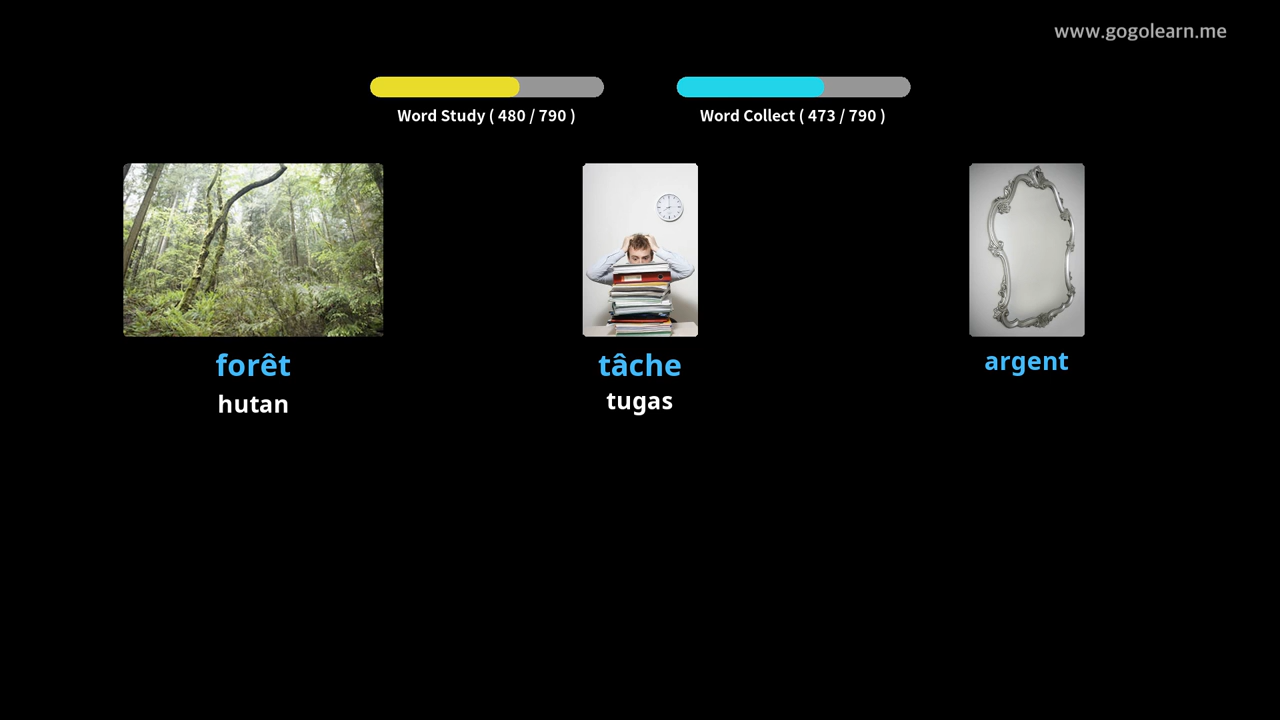 www.gogolearn.me
Word Study ( 480 / 790 )
Word Collect ( 473 / 790 )
forêt
tâche
argent
hutan
tugas